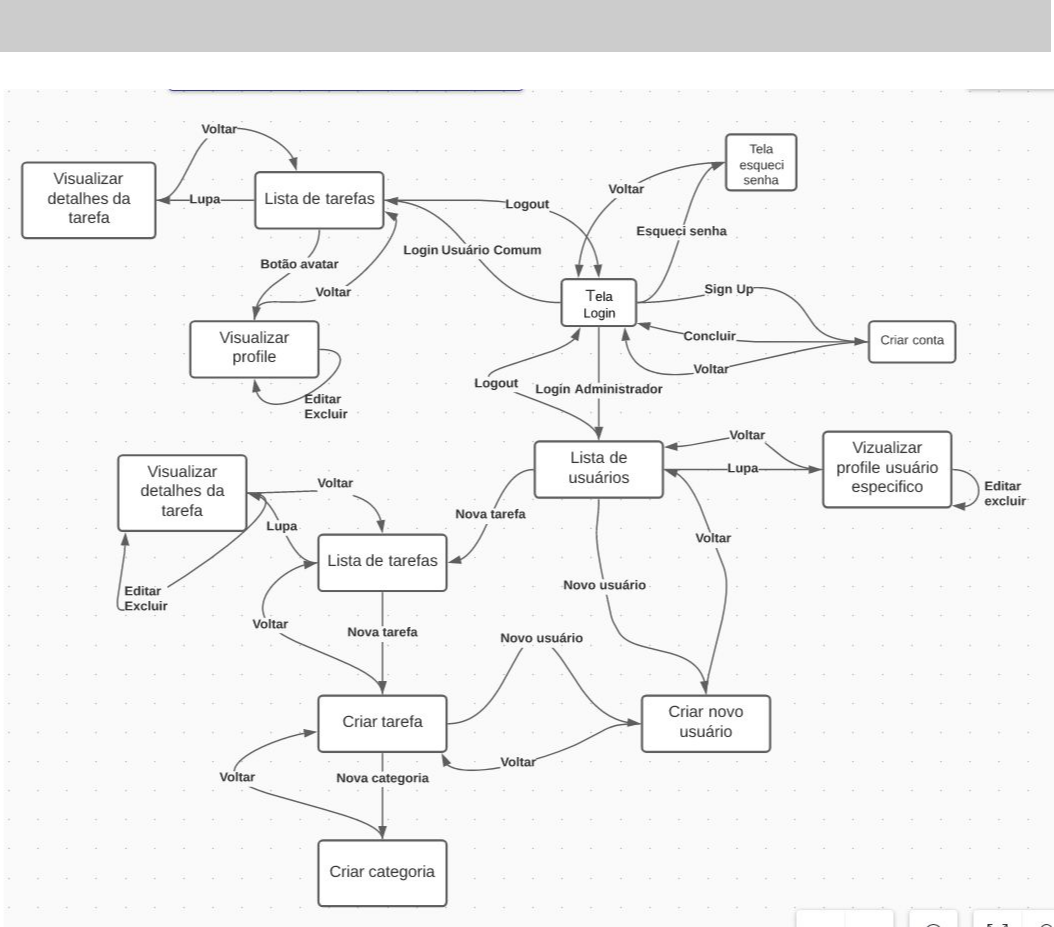 Voltar
Visualizar
detalhes da
tarefa
Lupa
Lista de tarefas
Logout
Voltar
Tela
esqueci
senha
Esqueci senha
Login Usuário Comum
Botão avatar
Voltar
Tela
Login
Sign Up
Concluir
Criar conta
Voltar
Visualizar
profile
Editar
Excluir
Logout
Login Administrador
Lista de
usuários
Voltar
Lupa
Vizualizar
profile usuário
especifico
Editar
excluir
Visualizar
detalhes da
tarefa
Voltar
Lupa
Nova tarefa
Voltar
Lista de tarefas
Editar
Excluir
Novo usuário
Voltar
Nova tarefa
Novo usuário
Criar tarefa
Criar novo
usuário
Voltar
Voltar
Nova categoria
Criar categoria